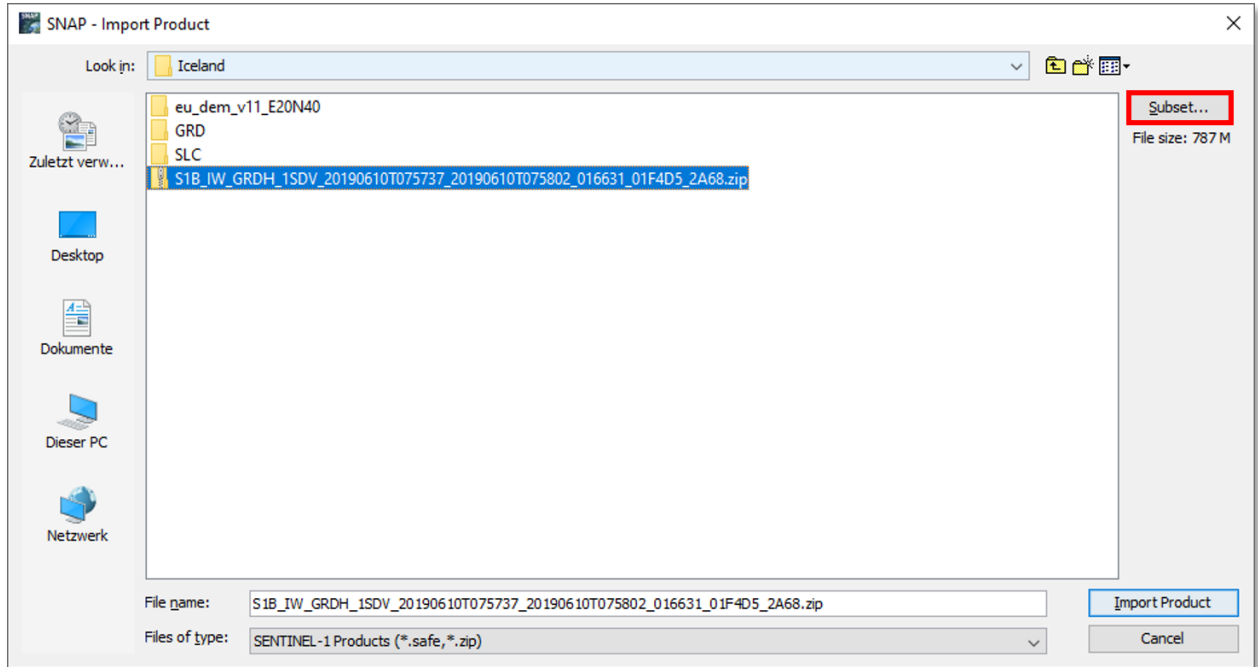 SNAP - Import Product
Look in: Iceland
eu_dem_v11_E20N40
GRD
SLC
S1B_IW_GRDH_1SDV_20190610T075737_20190610T075802_016631_01F4D5_2A68.zip
Subset...
File size: 787 M
Zuletzt verw...
Desktop
Dokumente
Dieser PC
Netzwerk
File name: S1B_IW_GRDH_1SDV_20190610T075737_20190610T075802_016631_01F4D5_2A68.zip
Import Product
Files of type: SENTINEL-1 Products (*.safe,*.zip)
Cancel